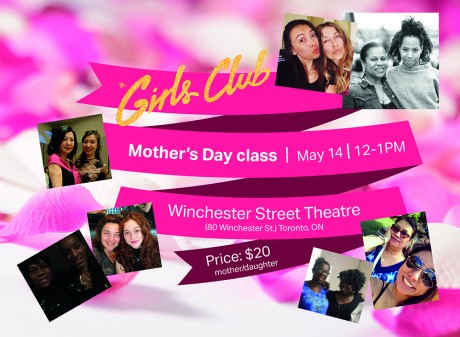 Girls Club
Mother's Day class | May 14 | 12-1PM
Winchester Street Theatre
(80 Winchester St.) Toronto, ON
Price: $20
mother/daughter